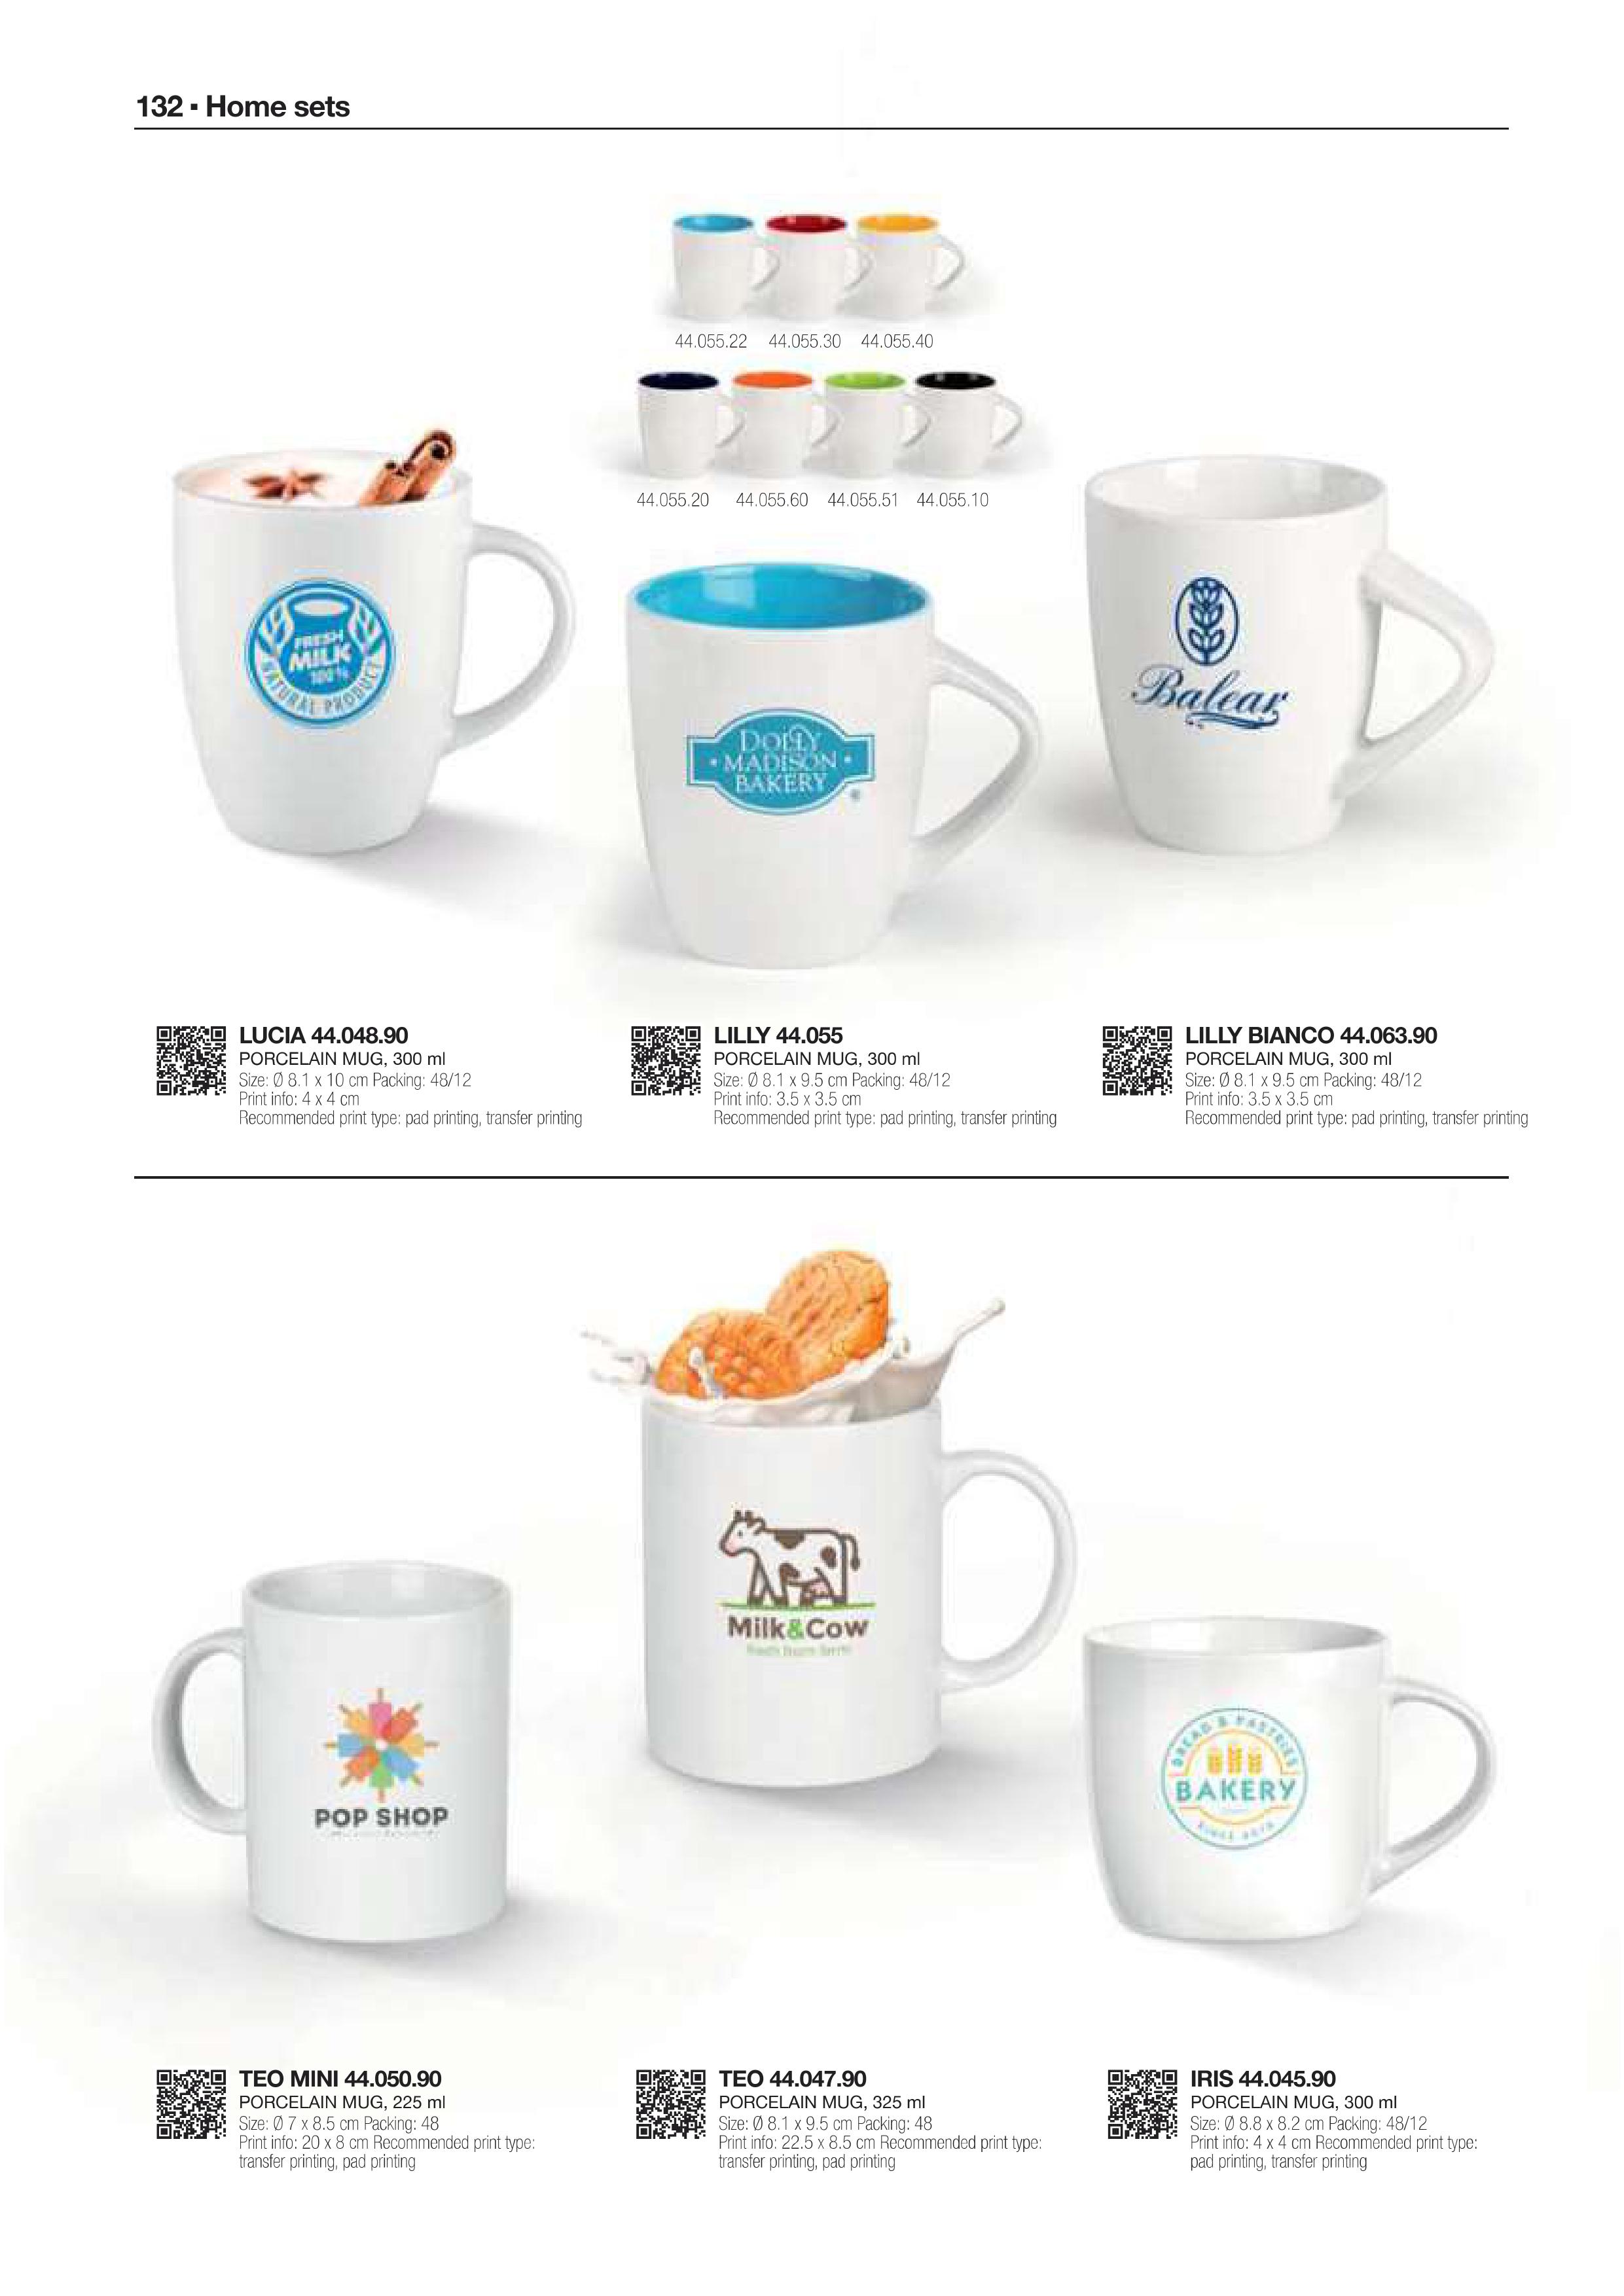 132 ▪ Home sets
44.055.22 44.055.30 44.055.40
44.055.20 44.055.60 44.055.51 44.055.10
FRESH
MILK
100%
NATURAL PRODUCT
DOLLY
• MADISON •
BAKERY
®
Balear
LUCIA 44.048.90
PORCELAIN MUG, 300 ml
Size: Ø 8.1 x 10 cm Packing: 48/12
Print info: 4 x 4 cm
Recommended print type: pad printing, transfer printing
LILLY 44.055
PORCELAIN MUG, 300 ml
Size: Ø 8.1 x 9.5 cm Packing: 48/12
Print info: 3.5 x 3.5 cm
Recommended print type: pad printing, transfer printing
LILLY BIANCO 44.063.90
PORCELAIN MUG, 300 ml
Size: Ø 8.1 x 9.5 cm Packing: 48/12
Print info: 3.5 x 3.5 cm
Recommended print type: pad printing, transfer printing
POP SHOP
Milk&Cow
fresh from farm
BREAD & PASTRIES
BAKERY
SINCE
TEO MINI 44.050.90
PORCELAIN MUG, 225 ml
Size: Ø 7 x 8.5 cm Packing: 48
Print info: 20 x 8 cm Recommended print type:
transfer printing, pad printing
TEO 44.047.90
PORCELAIN MUG, 325 ml
Size: Ø 8.1 x 9.5 cm Packing: 48
Print info: 22.5 x 8.5 cm Recommended print type:
transfer printing, pad printing
IRIS 44.045.90
PORCELAIN MUG, 300 ml
Size: Ø 8.8 x 8.2 cm Packing: 48/12
Print info: 4 x 4 cm Recommended print type:
pad printing, transfer printing